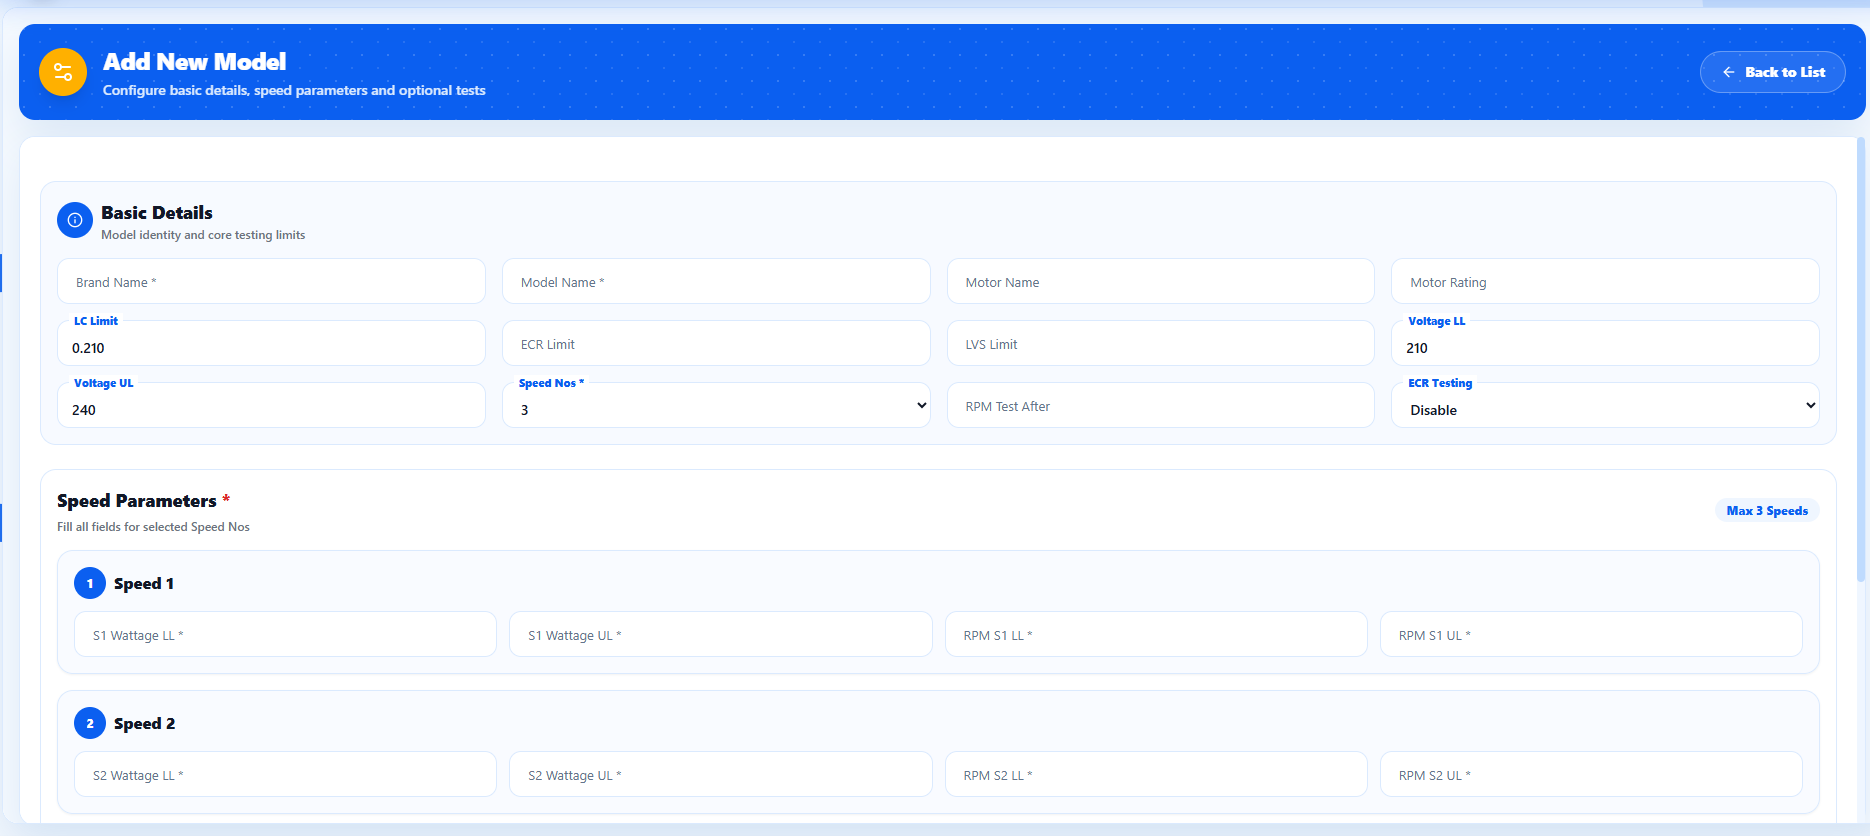 Add New Model
Configure basic details, speed parameters and optional tests
Back to List
Basic Details
Model identity and core testing limits
Brand Name *
Model Name *
Motor Name
Motor Rating
LC Limit
0.210
ECR Limit
LVS Limit
Voltage LL
210
Voltage UL
240
Speed Nos *
3
RPM Test After
ECR Testing
Disable
Speed Parameters *
Fill all fields for selected Speed Nos
Max 3 Speeds
1 Speed 1
S1 Wattage LL *
S1 Wattage UL *
RPM S1 LL *
RPM S1 UL *
2 Speed 2
S2 Wattage LL *
S2 Wattage UL *
RPM S2 LL *
RPM S2 UL *